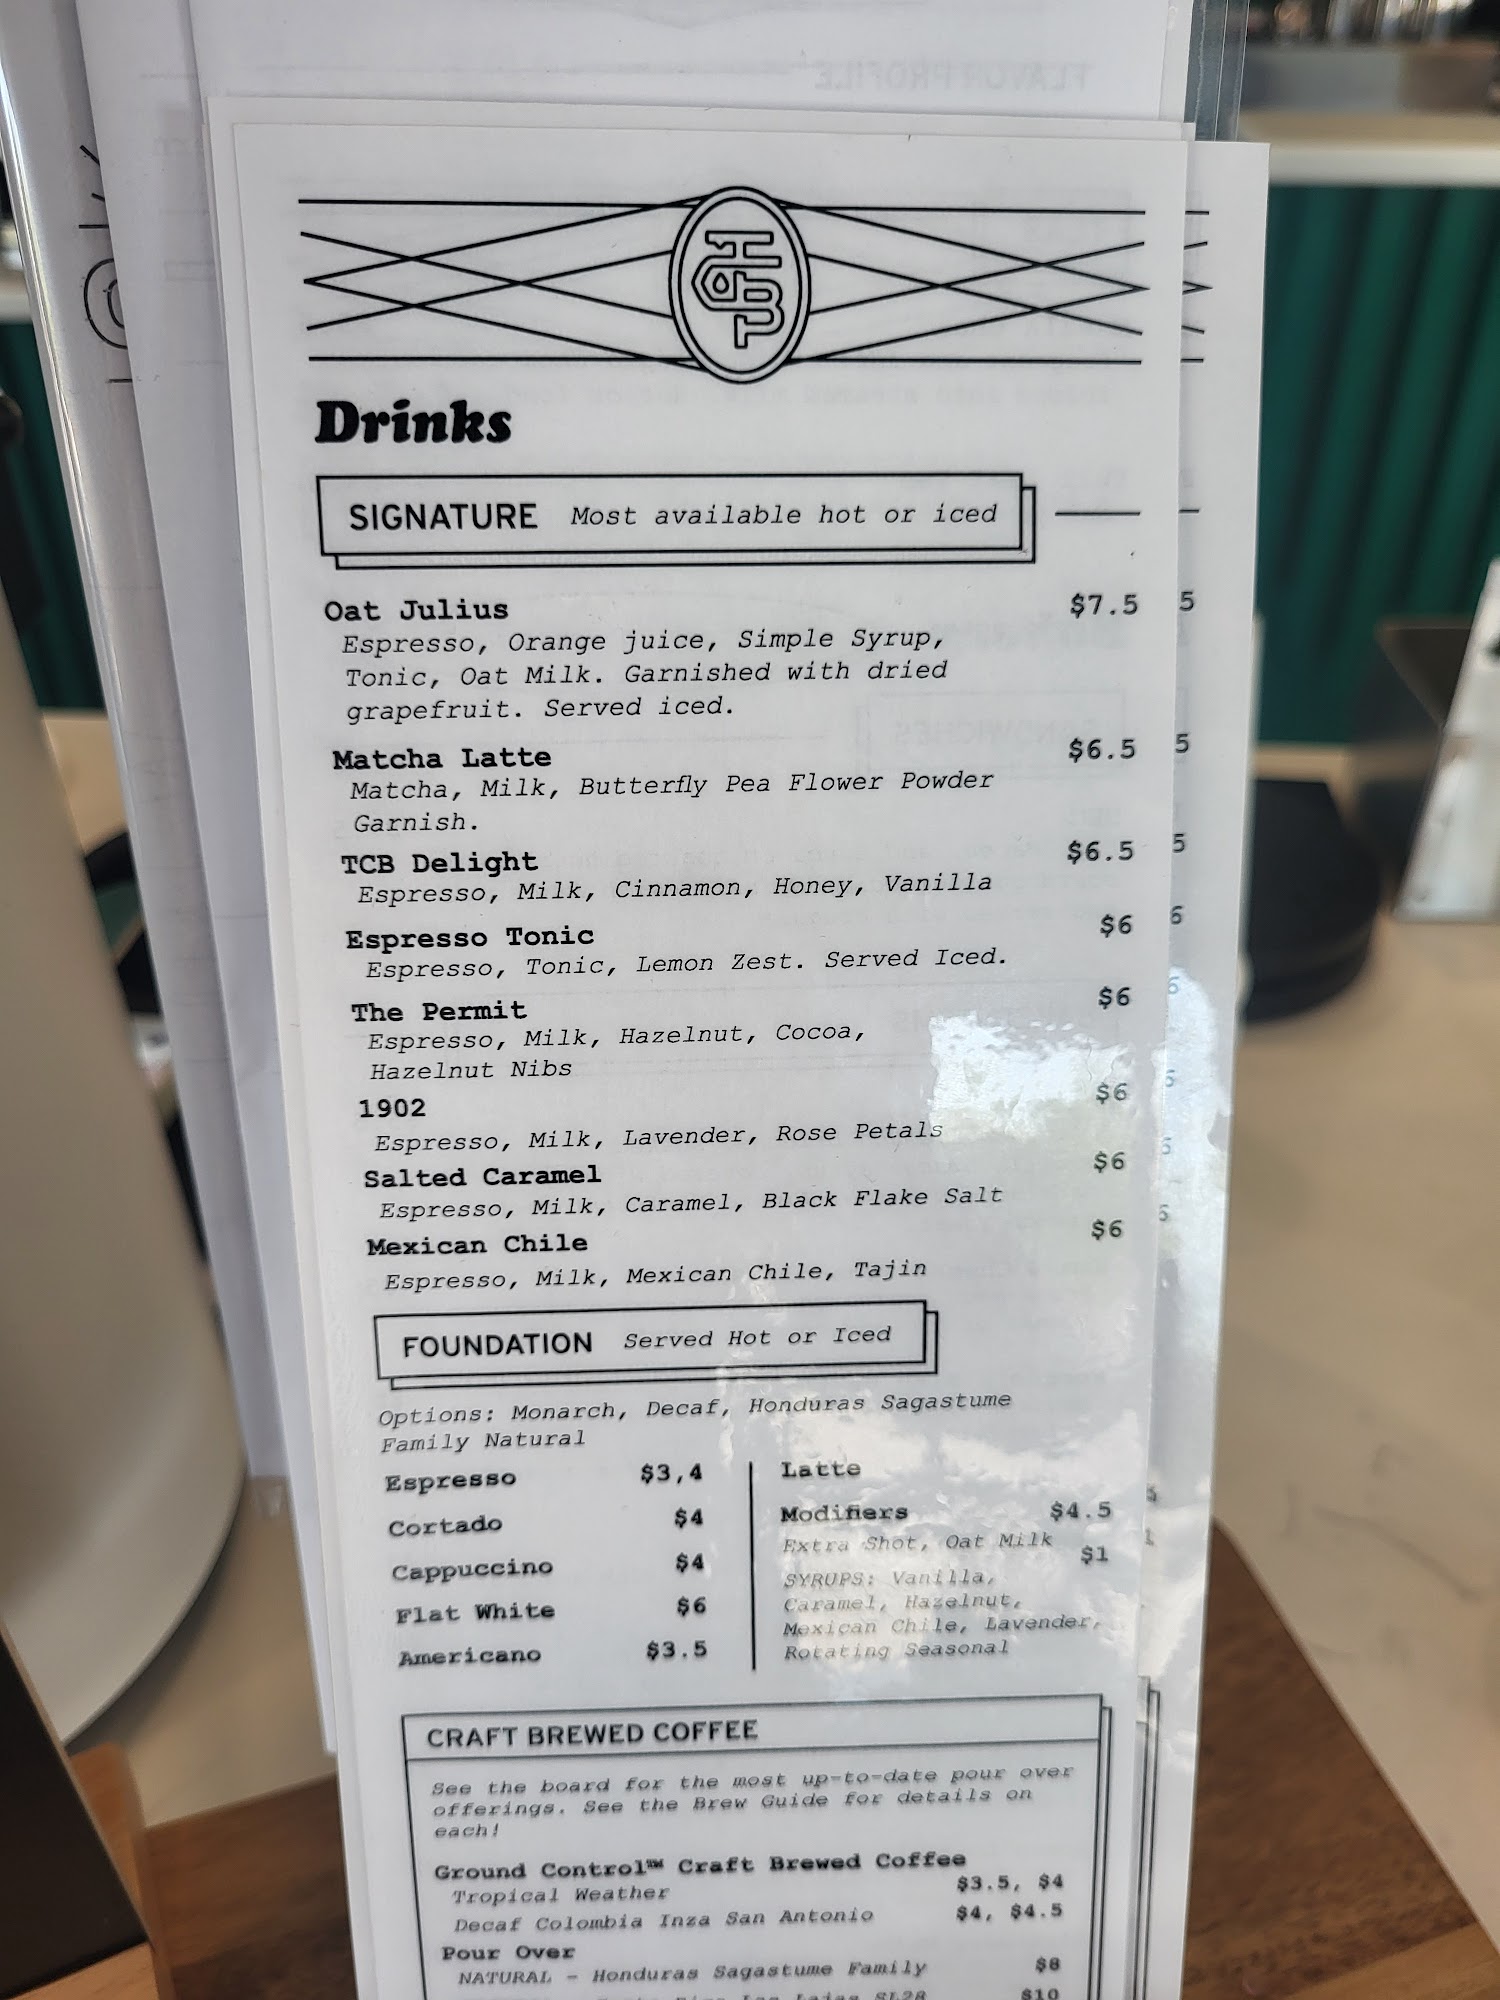 Drinks
SIGNATURE Most available hot or iced
Oat Julius $7.5
Espresso, Orange juice, Simple Syrup,
Tonic, Oat Milk. Garnished with dried
grapefruit. Served iced.
Matcha Latte $6.5
Matcha, Milk, Butterfly Pea Flower Powder
Garnish.
TCB Delight $6.5
Espresso, Milk, Cinnamon, Honey, Vanilla
Espresso Tonic $6
Espresso, Tonic, Lemon Zest. Served Iced.
The Permit $6
Espresso, Milk, Hazelnut, Cocoa,
Hazelnut Nibs
1902 $6
Espresso, Milk, Lavender, Rose Petals
Salted Caramel $6
Espresso, Milk, Caramel, Black Flake Salt
Mexican Chile $6
Espresso, Milk, Mexican Chile, Tajin
FOUNDATION Served Hot or Iced
Options: Monarch, Decaf, Honduras Sagastume
Family Natural
Espresso $3,4
Cortado $4
Cappuccino $4
Flat White $6
Americano $3.5
Latte
Modifiers $4.5
Extra Shot, Oat Milk $1
SYRUPS: Vanilla,
Caramel, Hazelnut,
Mexican Chile, Lavender,
Rotating Seasonal
CRAFT BREWED COFFEE
See the board for the most up-to-date pour over
offerings. See the Brew Guide for details on
each!
Ground Control™ Craft Brewed Coffee
Tropical Weather $3.5, $4
Decaf Colombia Inza San Antonio $4, $4.5
Pour Over
NATURAL - Honduras Sagastume Family $8
SL28 $10